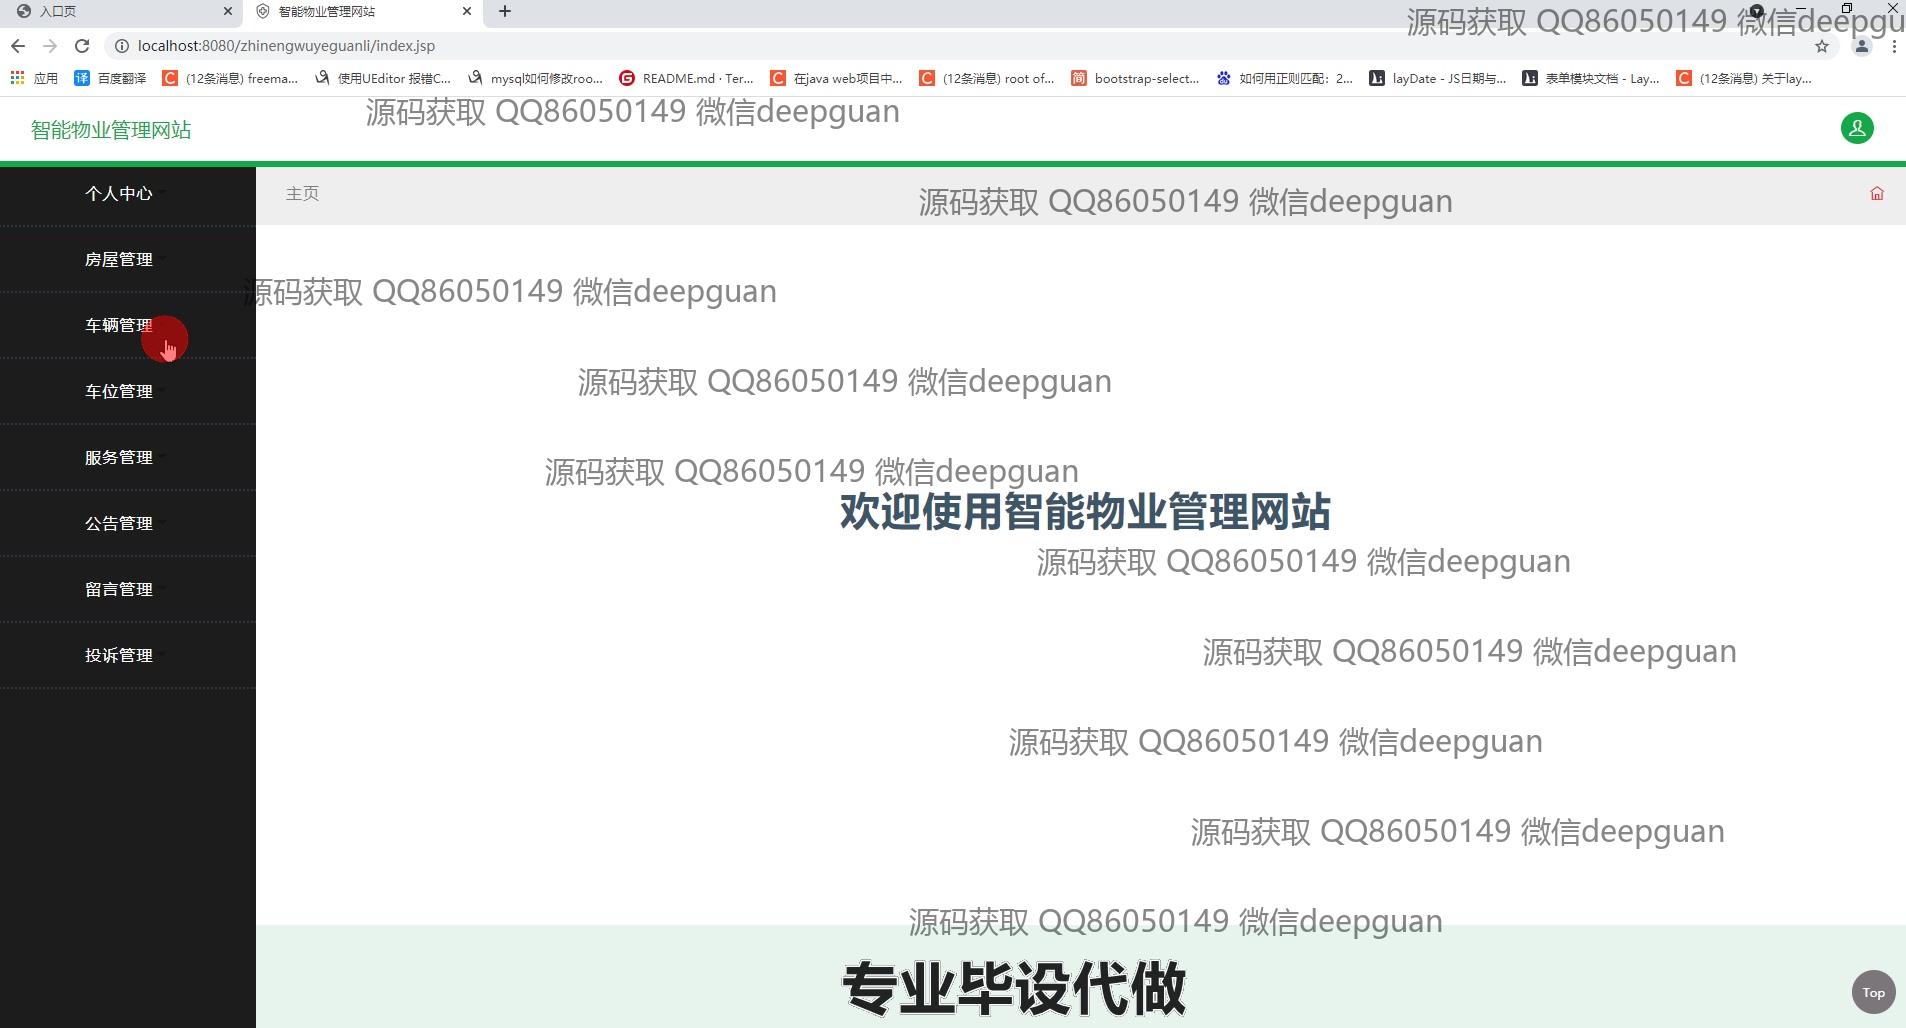 入口页
智能物业管理网站
源码获取 QQ86050149 微信deepgu
localhost:8080/zhinengwuyeguanli/index.jsp
应用
百度翻译
(12条消息) freema...
使用UEditor 报错C...
mysql如何修改roo...
README.md · Ter...
在java web项目中...
(12条消息) root of...
bootstrap-select...
如何用正则匹配：2...
layDate - JS日期与...
表单模块文档 - Lay...
(12条消息) 关于lay...
源码获取 QQ86050149 微信deepguan
智能物业管理网站
个人中心
主页
源码获取 QQ86050149 微信deepguan
房屋管理
源码获取 QQ86050149 微信deepguan
车辆管理
源码获取 QQ86050149 微信deepguan
车位管理
服务管理
源码获取 QQ86050149 微信deepguan
欢迎使用智能物业管理网站
公告管理
源码获取 QQ86050149 微信deepguan
留言管理
源码获取 QQ86050149 微信deepguan
投诉管理
源码获取 QQ86050149 微信deepguan
源码获取 QQ86050149 微信deepguan
源码获取 QQ86050149 微信deepguan
专业毕设代做
Top